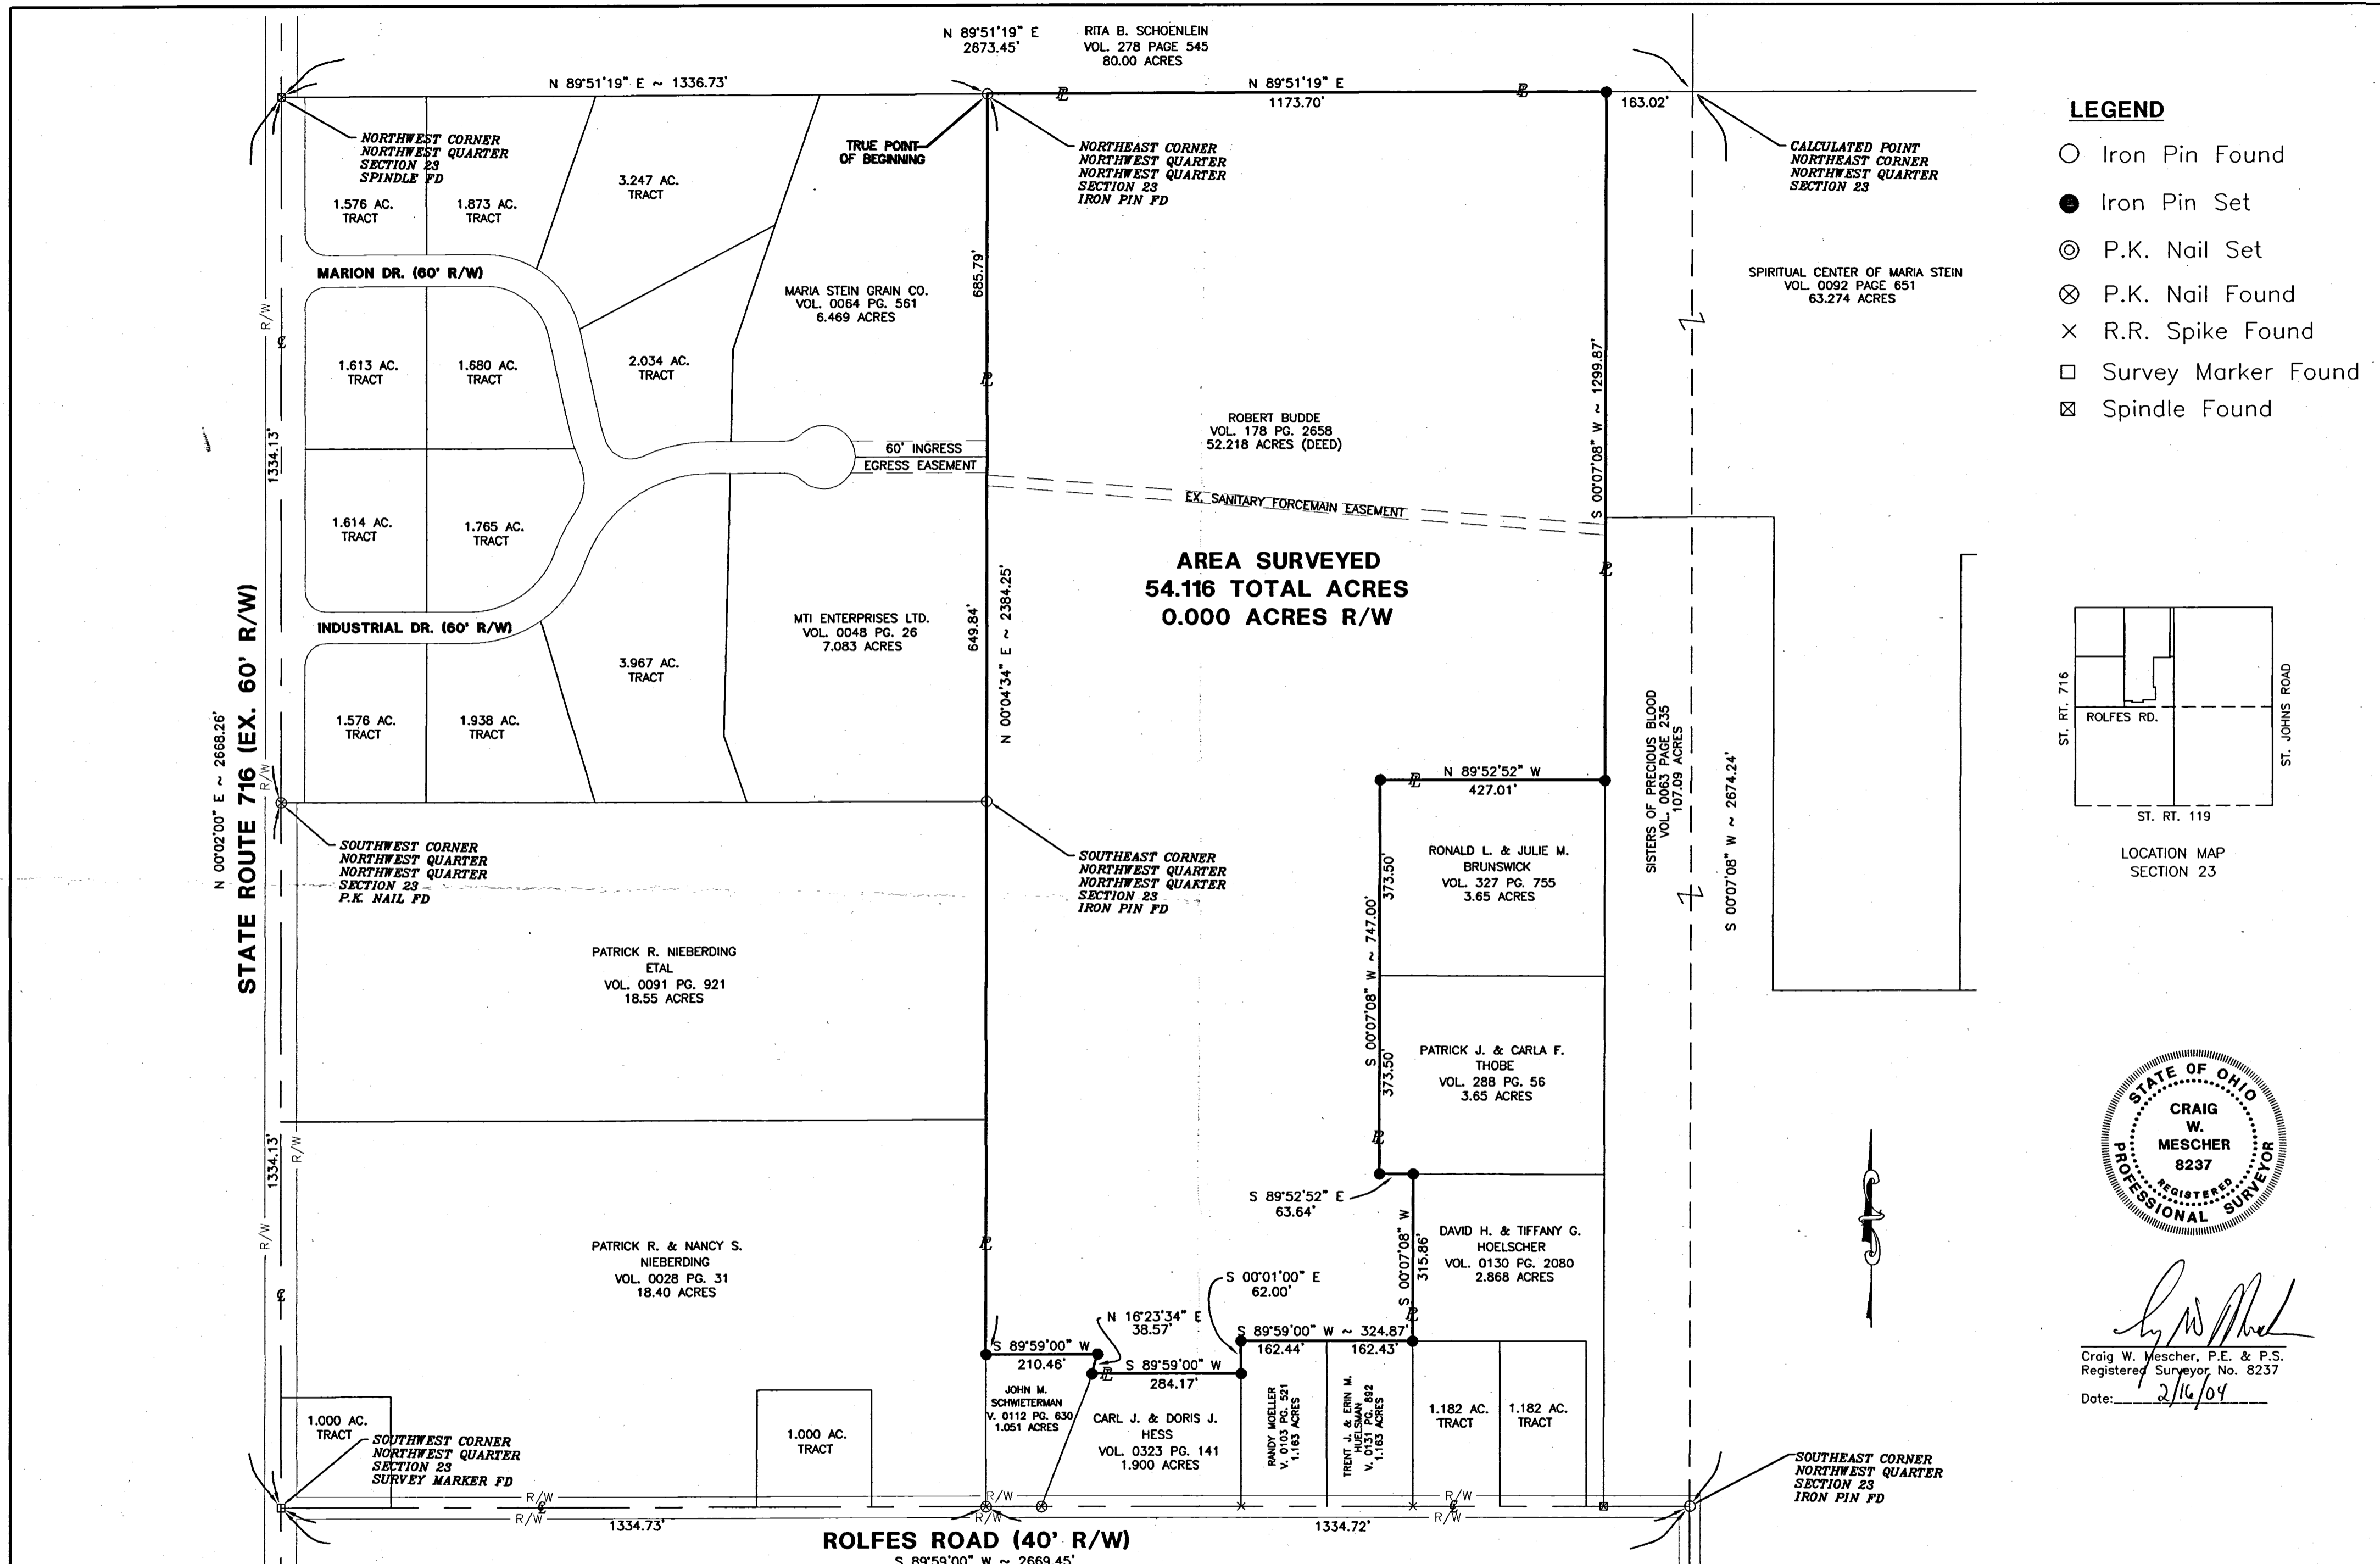 N 89°51'19" E
2673.45'
RITA B. SCHOENLEIN
VOL. 278 PAGE 545
80.00 ACRES
N 89°51'19" E ~ 1336.73'
N 89°51'19" E
1173.70'
163.02'
NORTHWEST CORNER
NORTHWEST QUARTER
SECTION 23
SPINDLE FD
TRUE POINT
OF BEGINNING
NORTHEAST CORNER
NORTHWEST QUARTER
NORTHWEST QUARTER
SECTION 23
IRON PIN FD
CALCULATED POINT
NORTHEAST CORNER
NORTHWEST QUARTER
SECTION 23
LEGEND
Iron Pin Found
Iron Pin Set
P.K. Nail Set
P.K. Nail Found
R.R. Spike Found
Survey Marker Found
Spindle Found
1.576 AC.
TRACT
1.873 AC.
TRACT
3.247 AC.
TRACT
MARION DR. (60' R/W)
MARIA STEIN GRAIN CO.
VOL. 0064 PG. 561
6.469 ACRES
685.79'
SPIRITUAL CENTER OF MARIA STEIN
VOL. 0092 PAGE 651
63.274 ACRES
R/W
1.613 AC.
TRACT
1.680 AC.
TRACT
2.034 AC.
TRACT
1334.13'
60' INGRESS
EGRESS EASEMENT
ROBERT BUDDE
VOL. 178 PG. 2658
52.218 ACRES (DEED)
S 00°07'08" W ~ 1299.87'
EX. SANITARY FORCEMAIN EASEMENT
1.614 AC.
TRACT
1.765 AC.
TRACT
AREA SURVEYED
54.116 TOTAL ACRES
0.000 ACRES R/W
INDUSTRIAL DR. (60' R/W)
MTI ENTERPRISES LTD.
VOL. 0048 PG. 26
7.083 ACRES
649.84'
N 00°04'34" E ~ 2384.25'
3.967 AC.
TRACT
1.576 AC.
TRACT
1.938 AC.
TRACT
N 00°02'00" E ~ 2668.26'
STATE ROUTE 716 (EX. 60' R/W)
R/W
N 89°52'52" W
427.01'
SISTERS OF PRECIOUS BLOOD
VOL. 0063 PAGE 235
107.09 ACRES
S 00°07'08" W ~ 2674.24'
ST. RT. 716
ROLFES RD.
ST. JOHNS ROAD
ST. RT. 119
LOCATION MAP
SECTION 23
SOUTHWEST CORNER
NORTHWEST QUARTER
NORTHWEST QUARTER
SECTION 23
P.K. NAIL FD
SOUTHEAST CORNER
NORTHWEST QUARTER
NORTHWEST QUARTER
SECTION 23
IRON PIN FD
RONALD L. & JULIE M.
BRUNSWICK
VOL. 327 PG. 755
3.65 ACRES
373.50'
S 00°07'08" W ~ 747.00'
373.50'
PATRICK R. NIEBERDING
ETAL
VOL. 0091 PG. 921
18.55 ACRES
PATRICK J. & CARLA F.
THOBE
VOL. 288 PG. 56
3.65 ACRES
1334.13'
R/W
R/W
S 89°52'52" E
63.64'
PATRICK R. & NANCY S.
NIEBERDING
VOL. 0028 PG. 31
18.40 ACRES
DAVID H. & TIFFANY G.
HOELSCHER
VOL. 0130 PG. 2080
2.868 ACRES
S 00°07'08" W
315.86'
S 00°01'00" E
62.00'
N 16°23'34" E
38.57'
S 89°59'00" W
210.46'
S 89°59'00" W
284.17'
S 89°59'00" W ~ 324.87'
162.44'
162.43'
JOHN M.
SCHWIETERMAN
V. 0112 PG. 630
1.051 ACRES
CARL J. & DORIS J.
HESS
VOL. 0323 PG. 141
1.900 ACRES
RANDY MOELLER
V. 0103 PG. 521
1.163 ACRES
TRENT J. & ERIN M.
HUELSMAN
V. 0131 PG. 892
1.163 ACRES
1.182 AC.
TRACT
1.182 AC.
TRACT
1.000 AC.
TRACT
1.000 AC.
TRACT
SOUTHWEST CORNER
NORTHWEST QUARTER
SECTION 23
SURVEY MARKER FD
SOUTHEAST CORNER
NORTHWEST QUARTER
SECTION 23
IRON PIN FD
R/W
R/W
R/W
R/W
R/W
R/W
1334.73'
1334.72'
ROLFES ROAD (40' R/W)
S 89°59'00" W ~ 2669.45'
STATE OF OHIO
CRAIG
W.
MESCHER
8237
REGISTERED
PROFESSIONAL SURVEYOR
Craig W. Mescher, P.E. & P.S.
Registered Surveyor No. 8237
Date: 2/16/04